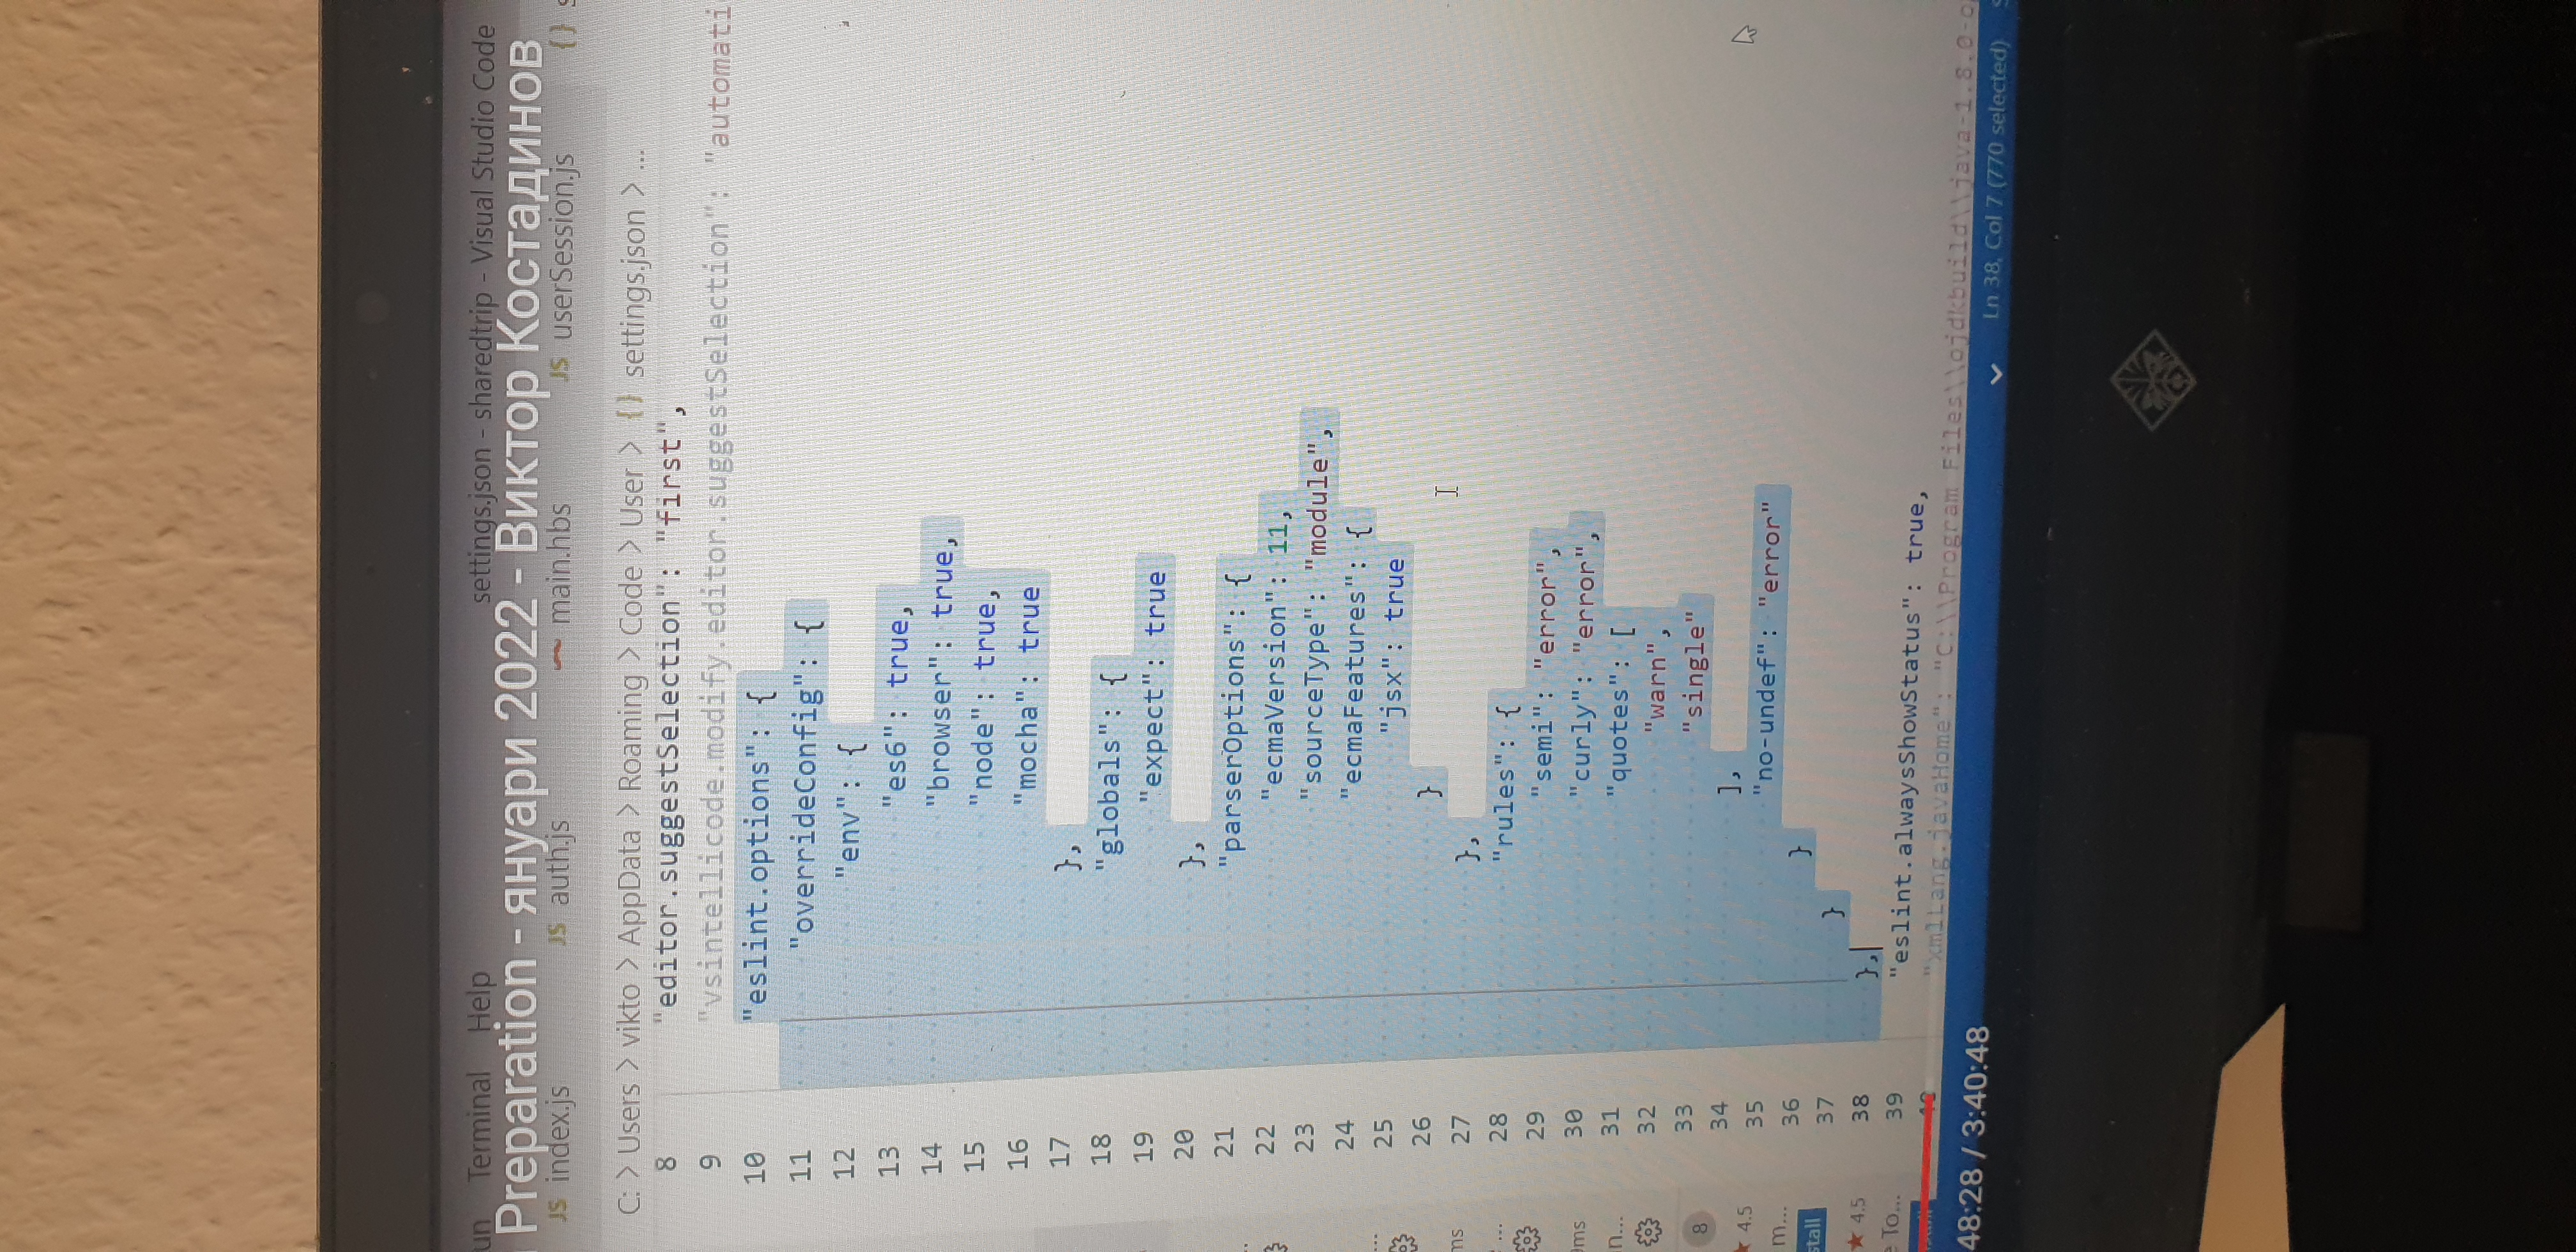 Terminal Help settings.json - sharedtrip - Visual Studio Code
Preparation - януари 2022 - Виктор Костадинов
JS index.js JS auth.js main.hbs JS userSession.js {}
C: > Users > vikto > AppData > Roaming > Code > User > {} settings.json > ...
8 "editor.suggestSelection": "first",
9 "vsintellicode.modify.editor.suggestSelection": "automati
10 "eslint.options": {
11 "overrideConfig": {
12 "env": {
13 "es6": true,
14 "browser": true,
15 "node": true,
16 "mocha": true
17 },
18 "globals": {
19 "expect": true
20 },
21 "parserOptions": {
22 "ecmaVersion": 11,
23 "sourceType": "module",
24 "ecmaFeatures": {
25 "jsx": true
26 }
27 },
28 "rules": {
29 "semi": "error",
30 "curly": "error",
31 "quotes": [
32 "warn",
33 "single"
34 ],
35 "no-undef": "error"
36 }
37 }
38 },
39 "eslint.alwaysShowStatus": true,
40 "xmlLang.javaHome": "C:\\Program Files\\ojdkbuild\\java-1.8.0-o
ms
8
4.5
m...
stall
4.5
To...
48:28 / 3:40:48
Ln 38, Col 7 (770 selected)